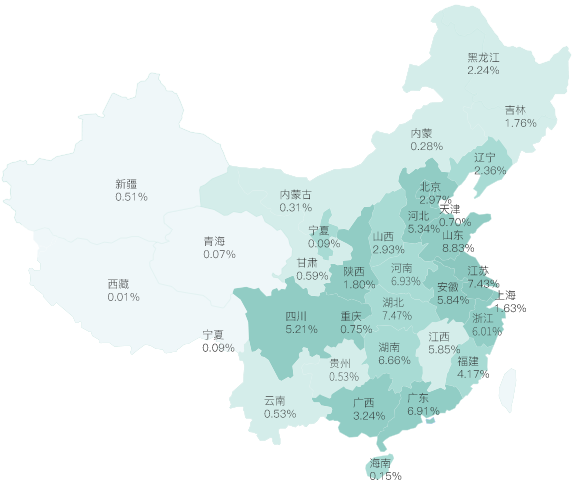 黑龙江
2.24%
吉林
1.76%
内蒙
0.28%
辽宁
2.36%
新疆
0.51%
内蒙古
0.31%
北京
2.97%
天津
0.70%
河北
5.34%
宁夏
0.09%
山西
2.93%
山东
8.83%
青海
0.07%
甘肃
0.59%
陕西
1.80%
河南
6.93%
江苏
7.43%
西藏
0.01%
安徽
5.84%
上海
1.63%
四川
5.21%
重庆
0.75%
湖北
7.47%
浙江
6.01%
宁夏
0.09%
湖南
6.66%
江西
5.85%
贵州
0.53%
福建
4.17%
云南
0.53%
广西
3.24%
广东
6.91%
海南
0.15%